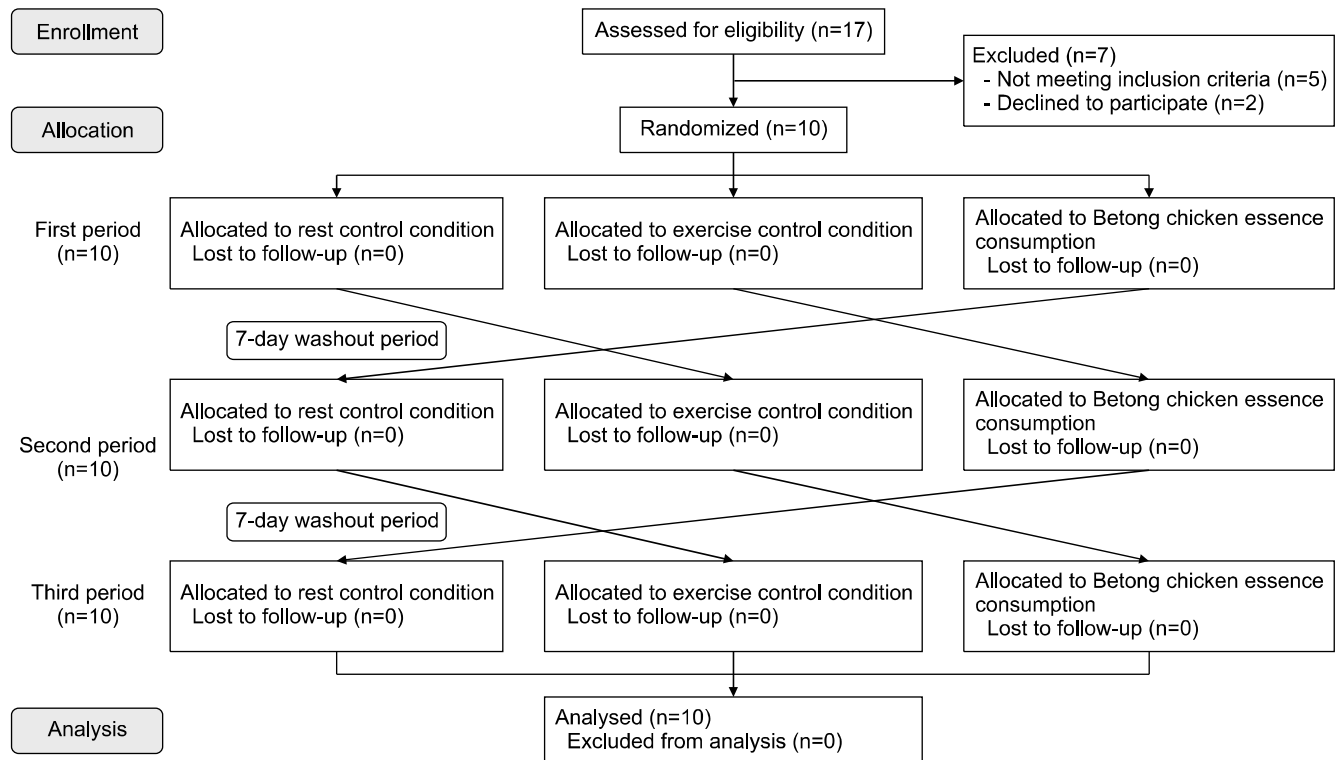 Enrollment
Assessed for eligibility (n=17)
Excluded (n=7)
- Not meeting inclusion criteria (n=5)
- Declined to participate (n=2)
Allocation
Randomized (n=10)
First period
(n=10)
Allocated to rest control condition
Lost to follow-up (n=0)
Allocated to exercise control condition
Lost to follow-up (n=0)
Allocated to Betong chicken essence
consumption
Lost to follow-up (n=0)
7-day washout period
Second period
(n=10)
Allocated to rest control condition
Lost to follow-up (n=0)
Allocated to exercise control condition
Lost to follow-up (n=0)
Allocated to Betong chicken essence
consumption
Lost to follow-up (n=0)
7-day washout period
Third period
(n=10)
Allocated to rest control condition
Lost to follow-up (n=0)
Allocated to exercise control condition
Lost to follow-up (n=0)
Allocated to Betong chicken essence
consumption
Lost to follow-up (n=0)
Analysis
Analysed (n=10)
Excluded from analysis (n=0)